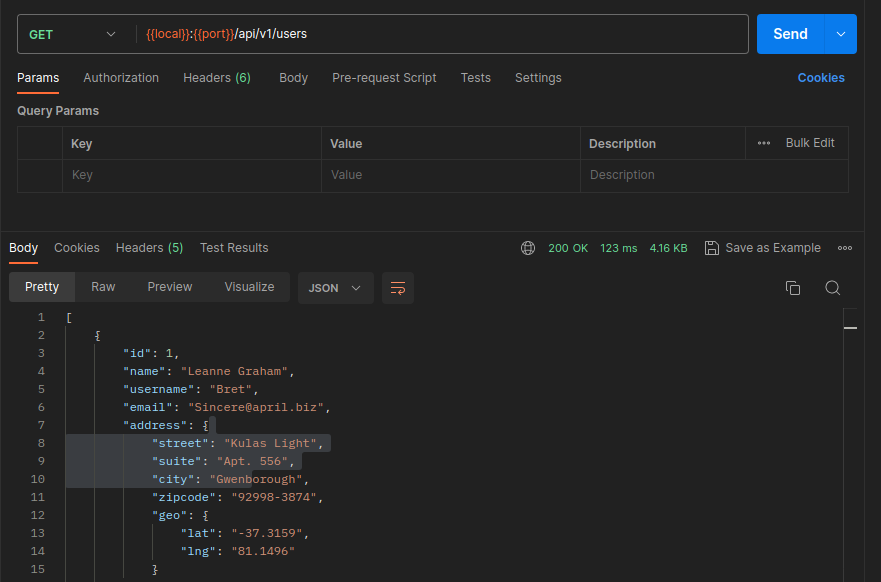 GET {{local}}:{{port}}/api/v1/users Send
Params Authorization Headers (6) Body Pre-request Script Tests Settings Cookies
Query Params
Key Value Description ••• Bulk Edit
Key Value Description
Body Cookies Headers (5) Test Results 200 OK 123 ms 4.16 KB Save as Example
Pretty Raw Preview Visualize JSON
1 [
2 {
3 "id": 1,
4 "name": "Leanne Graham",
5 "username": "Bret",
6 "email": "Sincere@april.biz",
7 "address": {
8 "street": "Kulas Light",
9 "suite": "Apt. 556",
10 "city": "Gwenborough",
11 "zipcode": "92998-3874",
12 "geo": {
13 "lat": "-37.3159",
14 "lng": "81.1496"
15 }